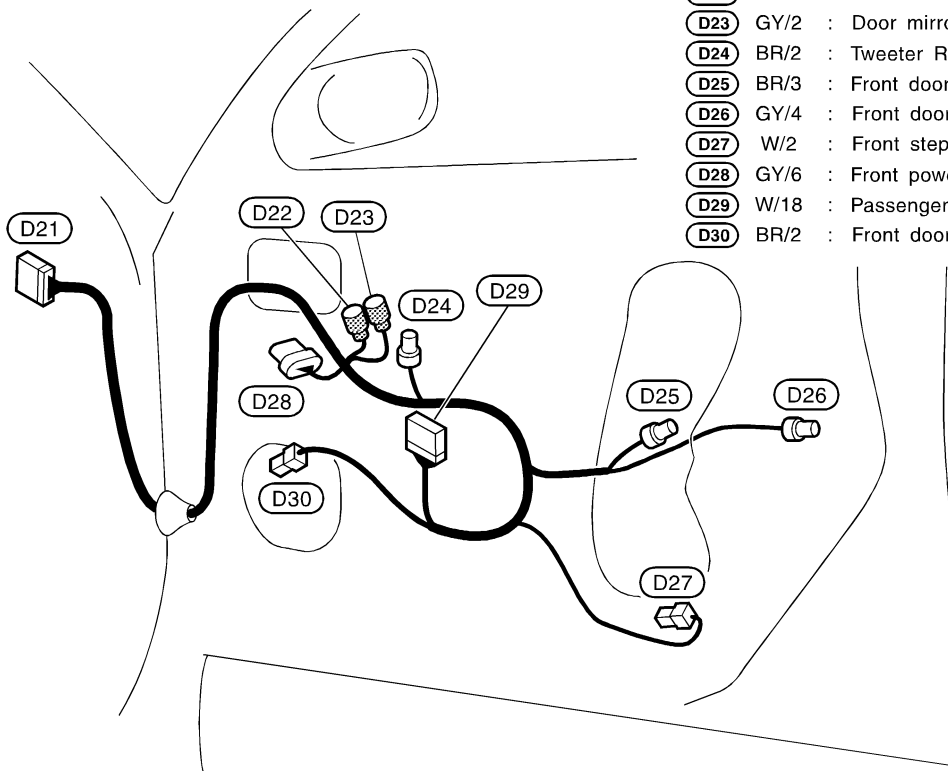 D23 GY/2 : Door
D24 BR/2 : Tweeter
D25 BR/3 : Front door
D26 GY/4 : Front door
D27 W/2 : Front step
D28 GY/6 : Front
D29 W/18 : Passenger
D30 BR/2 : Front door
D21
D22
D23
D24
D29
D28
D25
D26
D30
D27